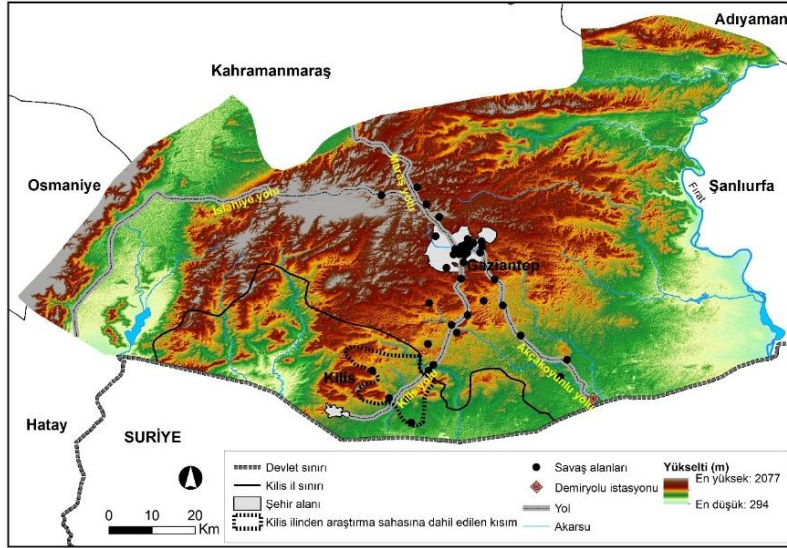 Adıyaman
Kahramanmaraş
Osmaniye
Maraş yolu
Islahiye yolu
Fırat
Şanlıurfa
Gaziantep
Kilis
Kilis yolu
Akçakoyunlu yolu
Hatay
SURİYE
0 10 20
Km
Devlet sınırı
Kilis il sınırı
Şehir alanı
Kilis ilinden araştırma sahasına dahil edilen kısım
Savaş alanları
Demiryolu istasyonu
Yol
Akarsu
Yükselti (m)
En yüksek: 2077
En düşük: 294